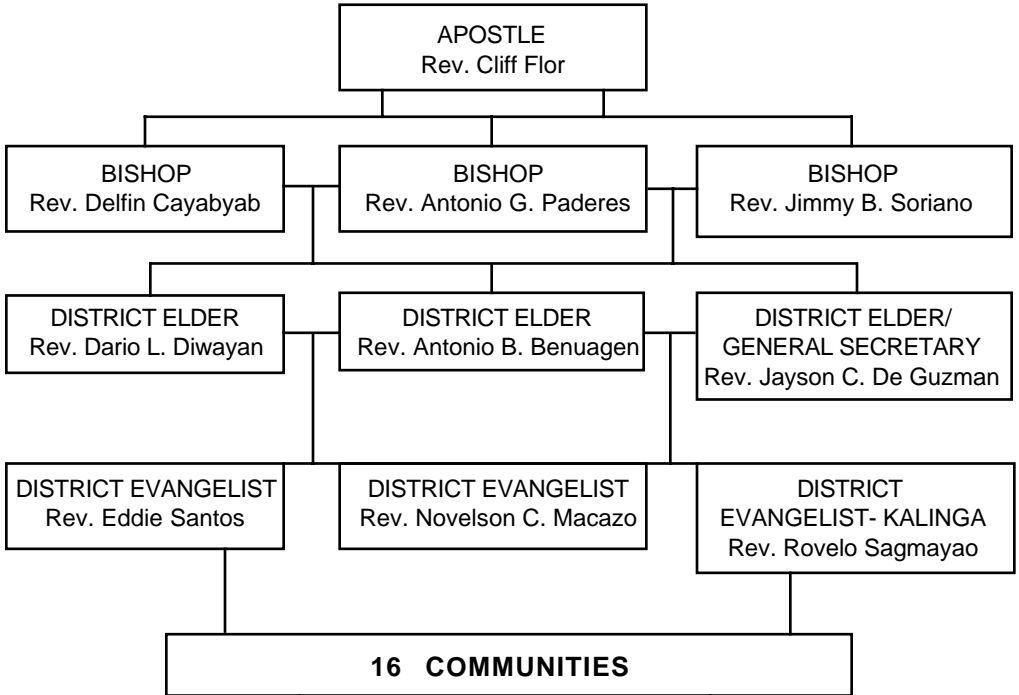 APOSTLE
Rev. Cliff Flor
BISHOP
Rev. Delfin Cayabyab
BISHOP
Rev. Antonio G. Paderes
BISHOP
Rev. Jimmy B. Soriano
DISTRICT ELDER
Rev. Dario L. Diwayan
DISTRICT ELDER
Rev. Antonio B. Benuagen
DISTRICT ELDER/
GENERAL SECRETARY
Rev. Jayson C. De Guzman
DISTRICT EVANGELIST
Rev. Eddie Santos
DISTRICT EVANGELIST
Rev. Novelson C. Macazo
DISTRICT
EVANGELIST- KALINGA
Rev. Rovelo Sagmayao
16 COMMUNITIES